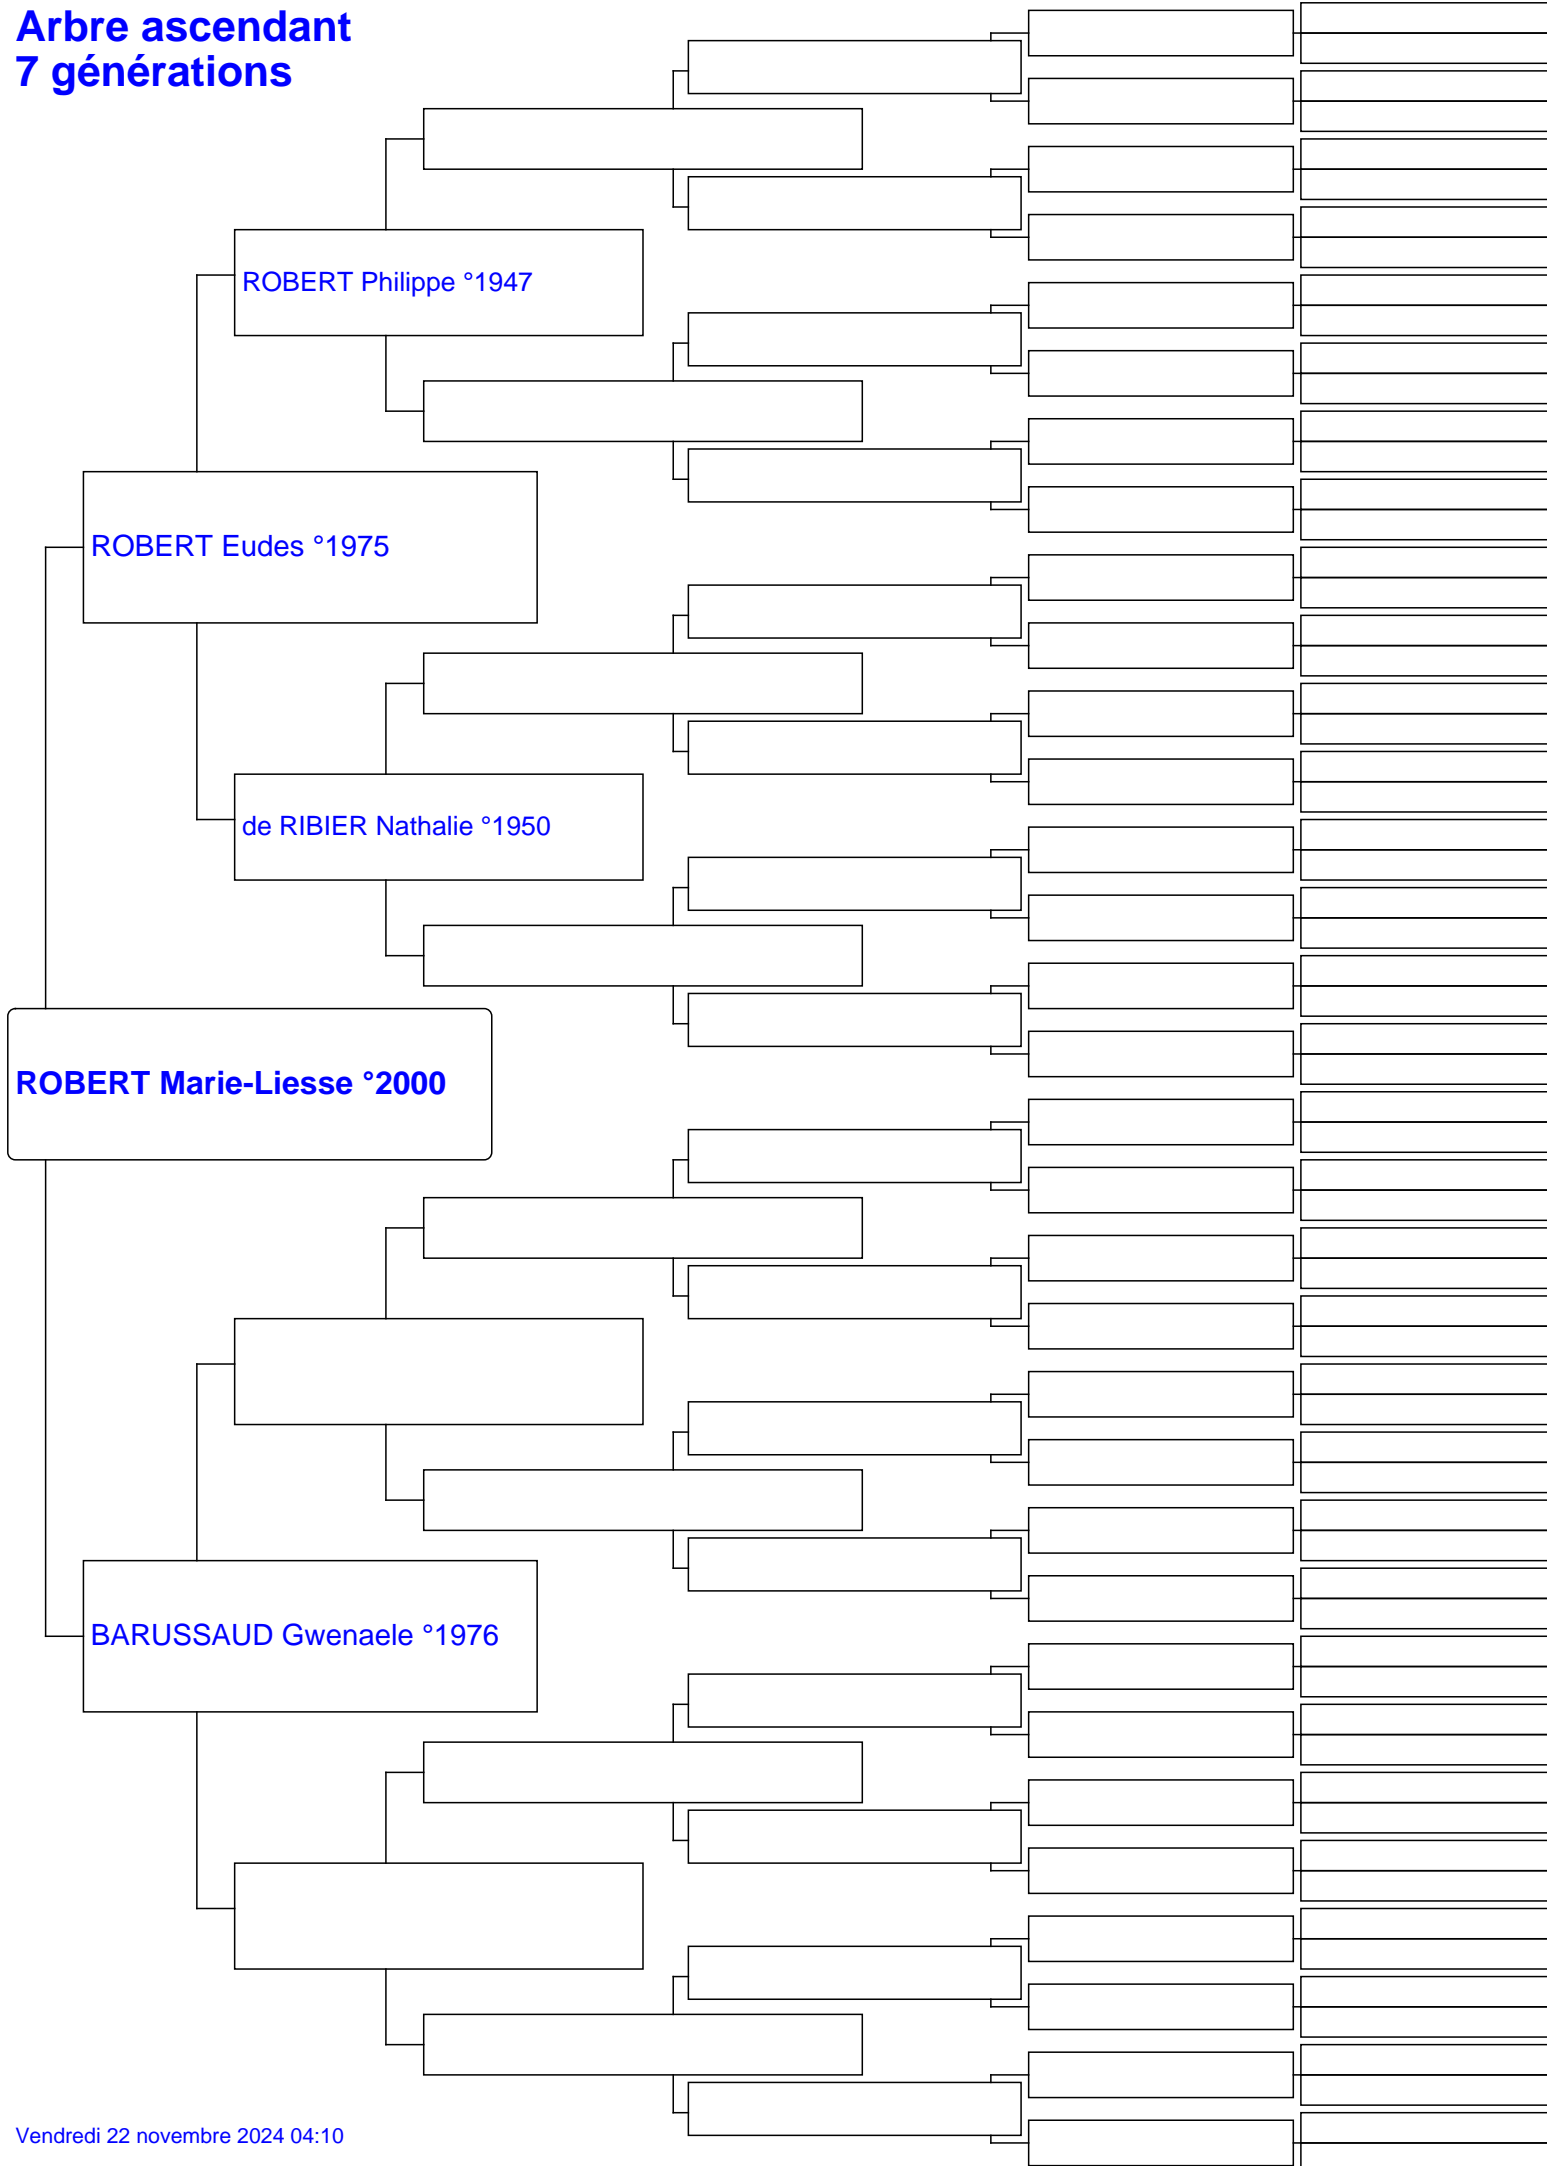 Arbre ascendant
7 générations
ROBERT Philippe °1947
ROBERT Eudes °1975
de RIBIER Nathalie °1950
ROBERT Marie-Liesse °2000
BARUSSAUD Gwenaele °1976
Vendredi 22 novembre 2024 04:10